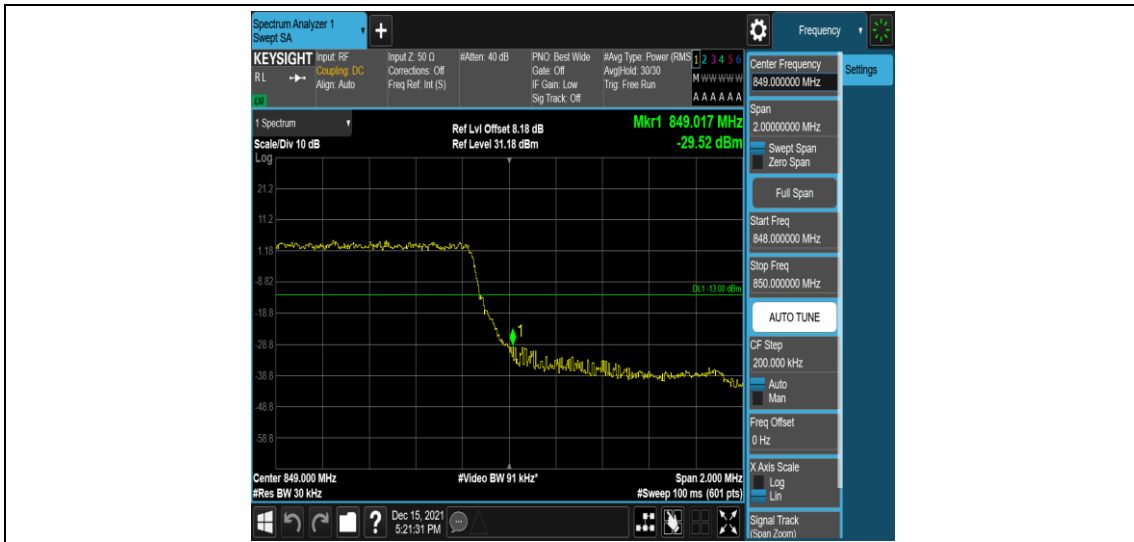 Spectrum Analyzer 1
Swept SA
Frequency
KEYSIGHT
Input: RF
Input Z: 50 Ω
#Atten: 40 dB
PNO: Best Wide
#Avg Type: Power (RMS
1 2 3 4 5 6
RL
Coupling: DC
Corrections: Off
Gate: Off
Avg|Hold: 30/30
M W W W W W
Align: Auto
Freq Ref: Int (S)
IF Gain: Low
Trig: Free Run
Sig Track: Off
A A A A A A
LXI
Center Frequency
849.000000 MHz
Settings
1 Spectrum
Ref Lvl Offset 8.18 dB
Mkr1 849.017 MHz
Scale/Div 10 dB
Ref Level 31.18 dBm
-29.52 dBm
Log
21.2
11.2
1.18
-8.82
-18.8
-28.8
-38.8
-48.8
-58.8
DL1 -13.00 dBm
1
Center 849.000 MHz
#Video BW 91 kHz*
Span 2.000 MHz
#Res BW 30 kHz
#Sweep 100 ms (601 pts)
Span
2.00000000 MHz
Swept Span
Zero Span
Full Span
Start Freq
848.000000 MHz
Stop Freq
850.000000 MHz
AUTO TUNE
CF Step
200.000 kHz
Auto
Man
Freq Offset
0 Hz
X Axis Scale
Log
Lin
Signal Track
(Span Zoom)
?
Dec 15, 2021
5:21:31 PM